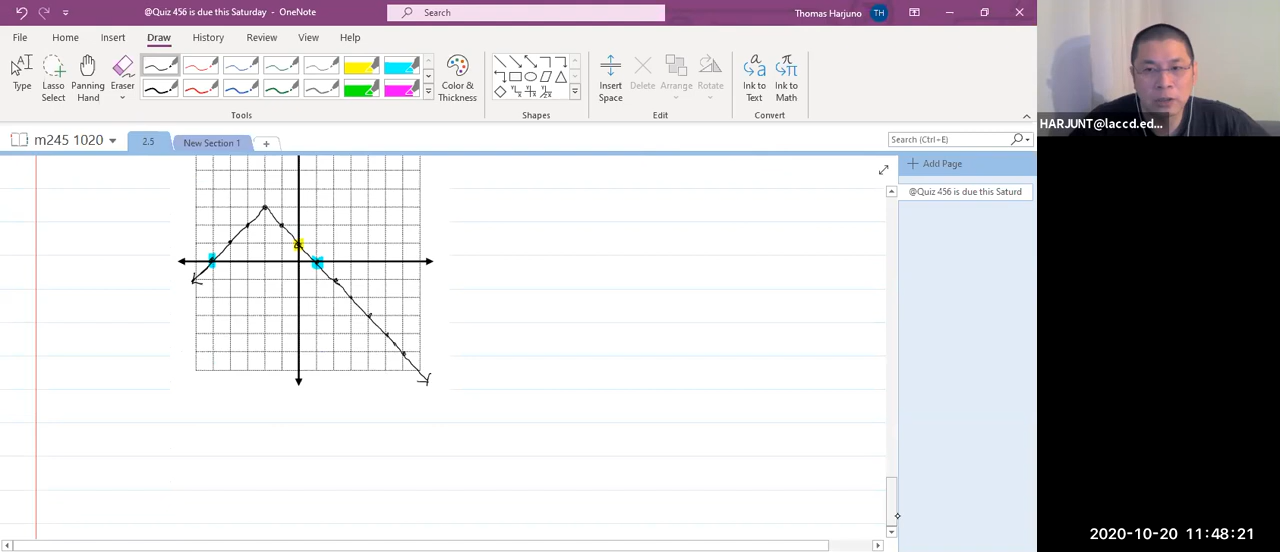 @Quiz 456 is due this Saturday - OneNote
Search
Thomas Harjuno TH
File Home Insert Draw History Review View Help
Type
Lasso Select
Panning Hand
Eraser
Color & Thickness
Insert Space
Delete
Arrange
Rotate
Ink to Text
Ink to Math
Tools
Shapes
Edit
Convert
m245 1020
2.5
New Section 1
Search (Ctrl+E)
Add Page
@Quiz 456 is due this Saturd
HARJUNT@laccd.ed...
2020-10-20 11:48:21